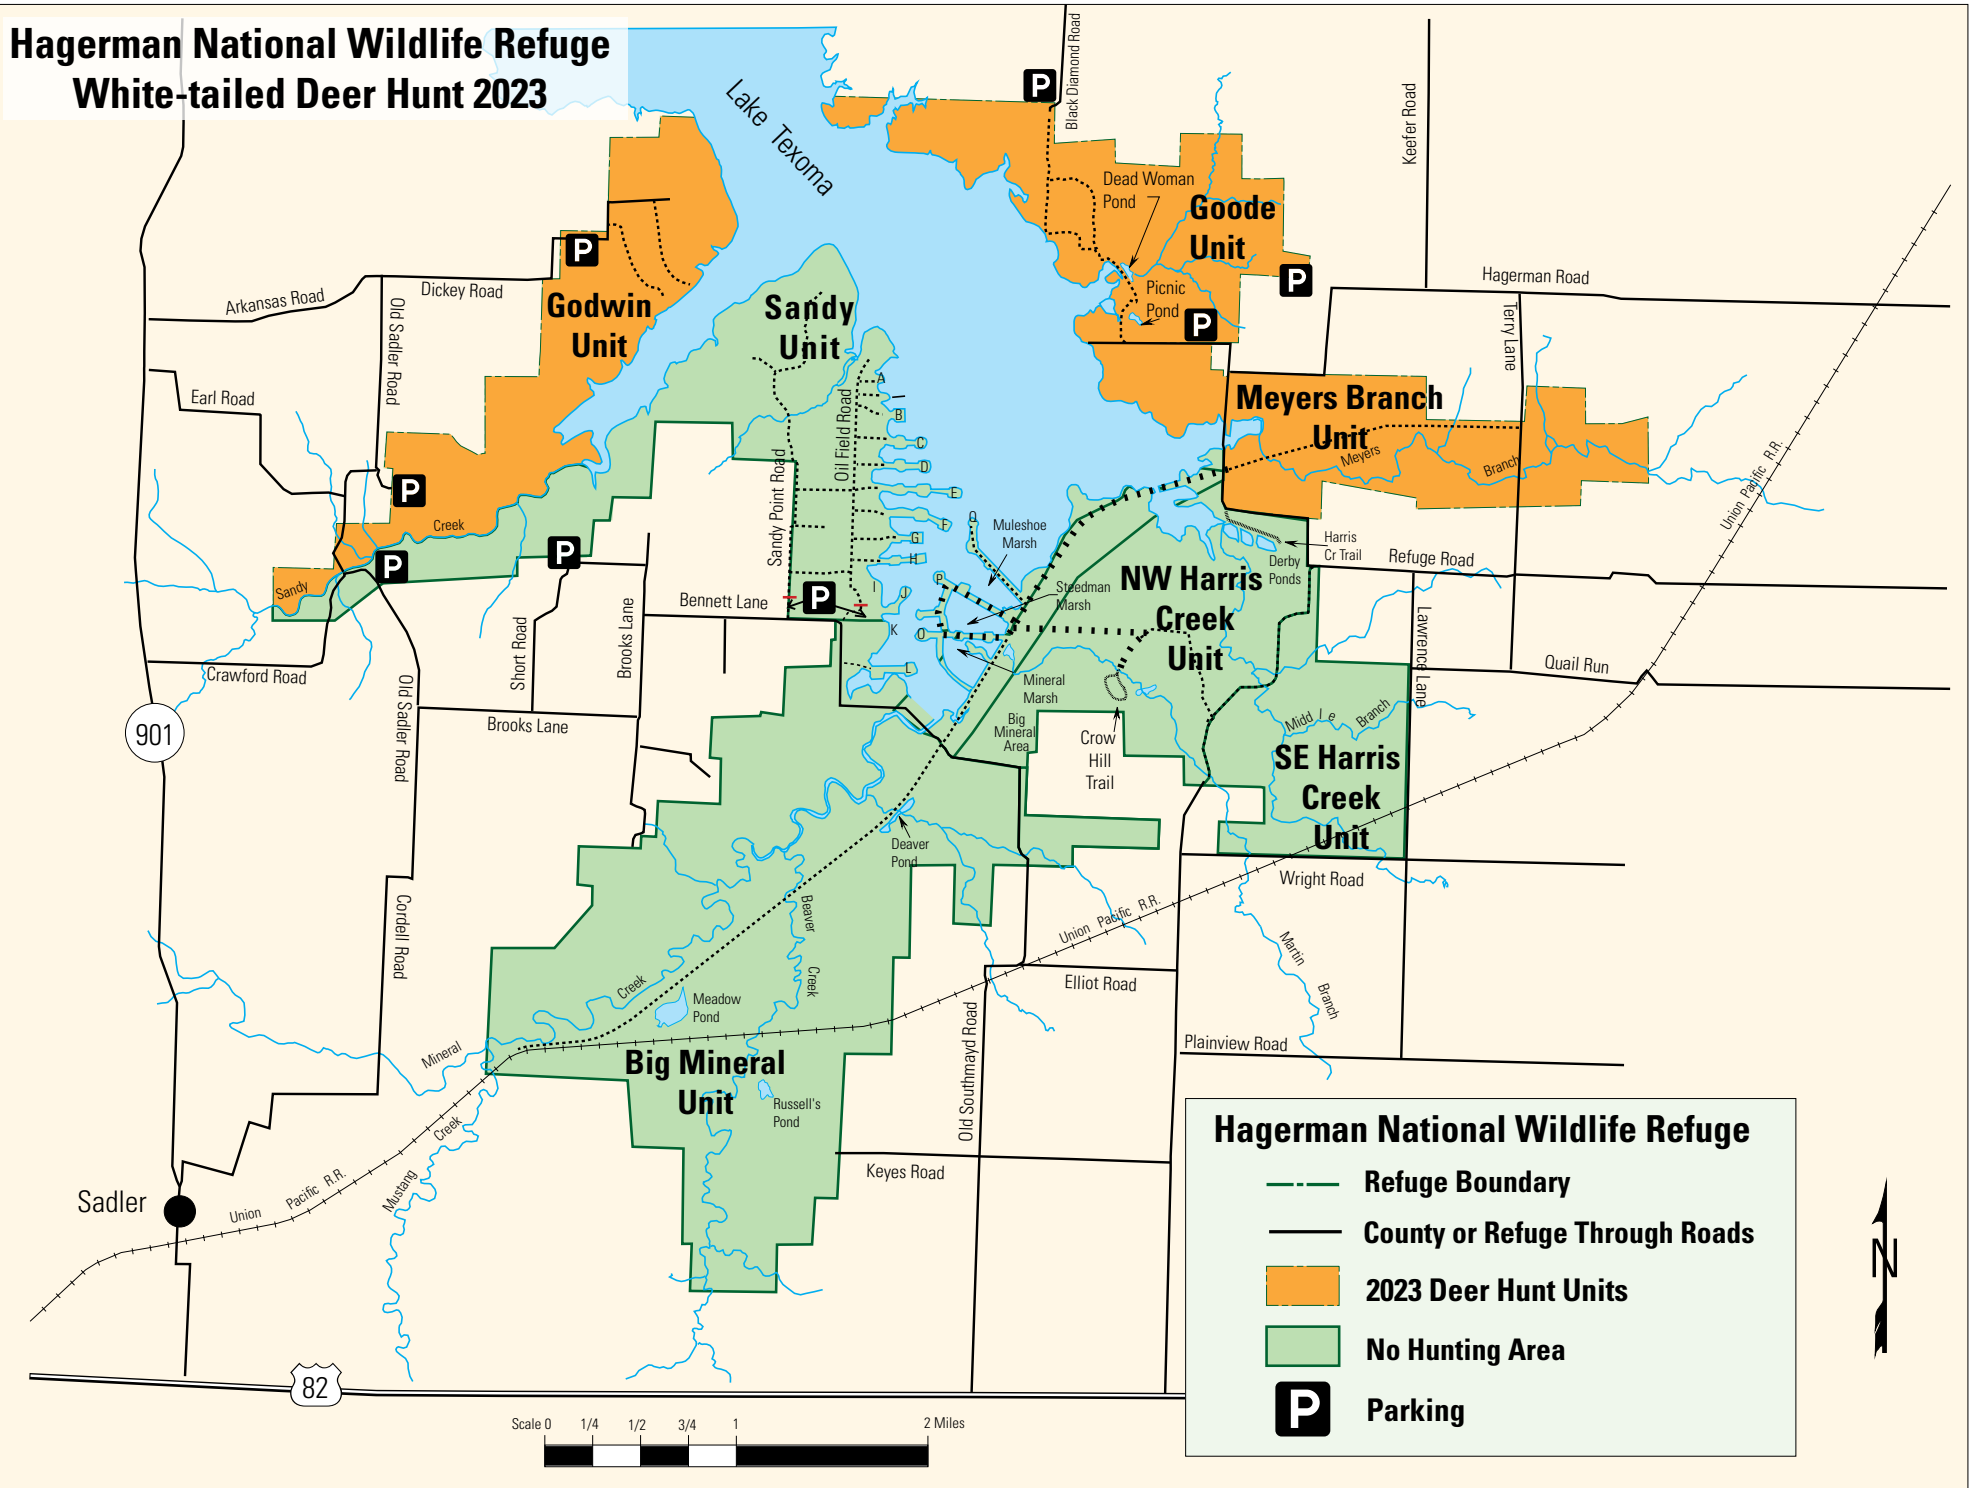 Hagerman National Wildlife Refuge
White-tailed Deer Hunt 2023
Lake Texoma
P
Black Diamond Road
Keefer Road
Dead Woman
Pond
Goode
Unit
P
Hagerman Road
Picnic
Pond
P
Terry Lane
P
Arkansas Road
Dickey Road
Old Sadler Road
Godwin
Unit
Sandy
Unit
Earl Road
Meyers Branch
Unit
Meyers
Branch
Union Pacific R.R.
Oil Field Road
Sandy Point Road
A
B
C
D
E
F
G
H
I
J
K
L
O
P
Q
P
Creek
P
P
Sandy
Muleshoe
Marsh
Steedman
Marsh
Mineral
Marsh
Big
Mineral
Area
Harris
Cr Trail
Derby
Ponds
Refuge Road
NW Harris
Creek
Unit
Bennett Lane
P
Short Road
Brooks Lane
Brooks Lane
Crawford Road
Old Sadler Road
901
Lawrence Lane
Quail Run
Middle
Branch
Crow
Hill
Trail
SE Harris
Creek
Unit
Deaver
Pond
Wright Road
Cordell Road
Beaver
Creek
Union Pacific R.R.
Martin
Branch
Creek
Meadow
Pond
Elliot Road
Old Southmayd Road
Plainview Road
Mineral
Big Mineral
Unit
Russell's
Pond
Creek
Mustang
Keyes Road
Sadler
Union
Pacific R.R.
82
Scale 0
1/4
1/2
3/4
1
2 Miles
Hagerman National Wildlife Refuge
Refuge Boundary
County or Refuge Through Roads
2023 Deer Hunt Units
No Hunting Area
P
Parking
N